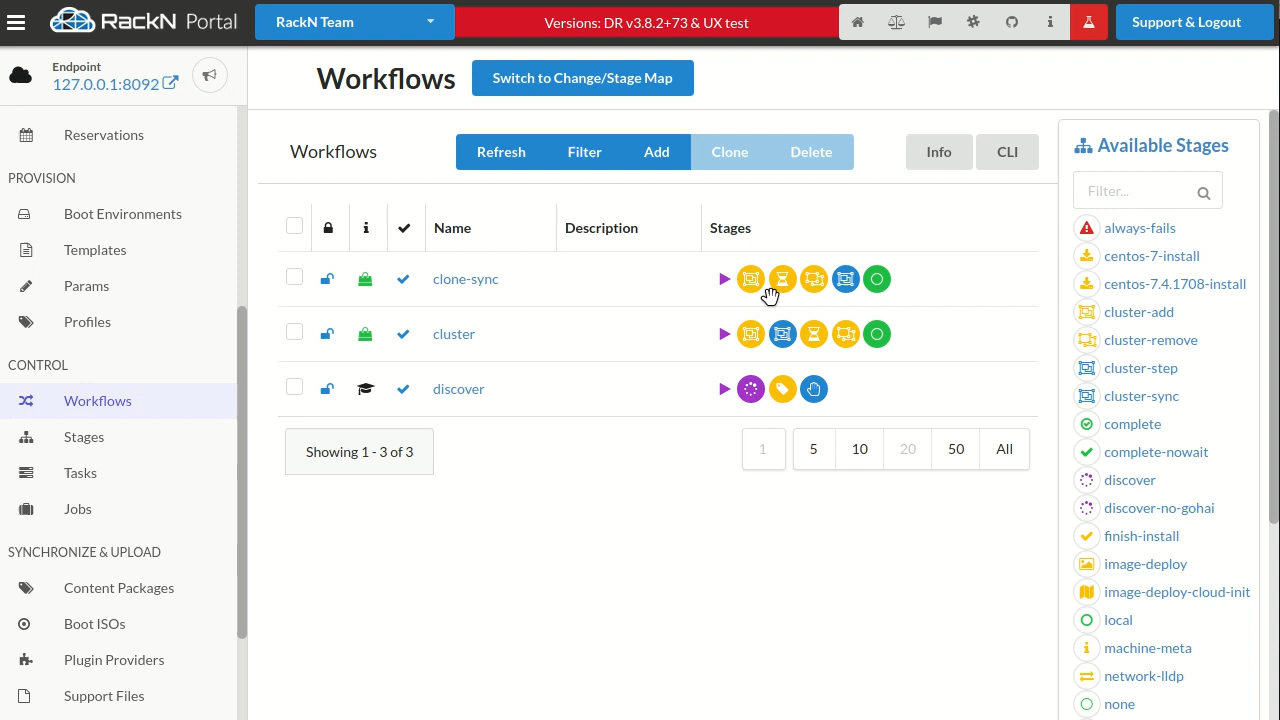 RackN Portal
RackN Team
Versions: DR v3.8.2+73 & UX test
Support & Logout
Endpoint
127.0.0.1:8092
Reservations
PROVISION
Boot Environments
Templates
Params
Profiles
CONTROL
Workflows
Stages
Tasks
Jobs
SYNCHRONIZE & UPLOAD
Content Packages
Boot ISOs
Plugin Providers
Support Files
Workflows
Switch to Change/Stage Map
Workflows
Refresh Filter Add Clone Delete
Info CLI
Name Description Stages
clone-sync
cluster
discover
Showing 1 - 3 of 3
1 5 10 20 50 All
Available Stages
Filter...
always-fails
centos-7-install
centos-7.4.1708-install
cluster-add
cluster-remove
cluster-step
cluster-sync
complete
complete-nowait
discover
discover-no-gohai
finish-install
image-deploy
image-deploy-cloud-init
local
machine-meta
network-lldp
none